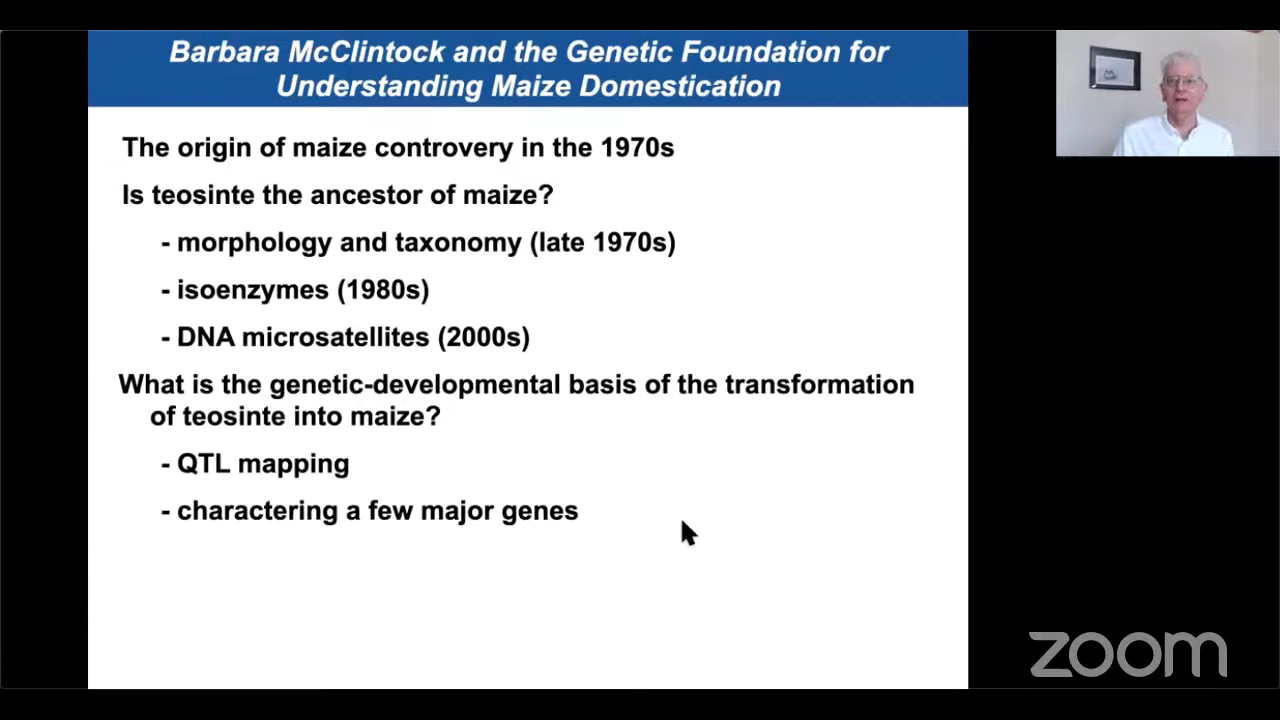 Barbara McClintock and the Genetic Foundation for
Understanding Maize Domestication
The origin of maize controvery in the 1970s
Is teosinte the ancestor of maize?
- morphology and taxonomy (late 1970s)
- isoenzymes (1980s)
- DNA microsatellites (2000s)
What is the genetic-developmental basis of the transformation
of teosinte into maize?
- QTL mapping
- charactering a few major genes
zoom